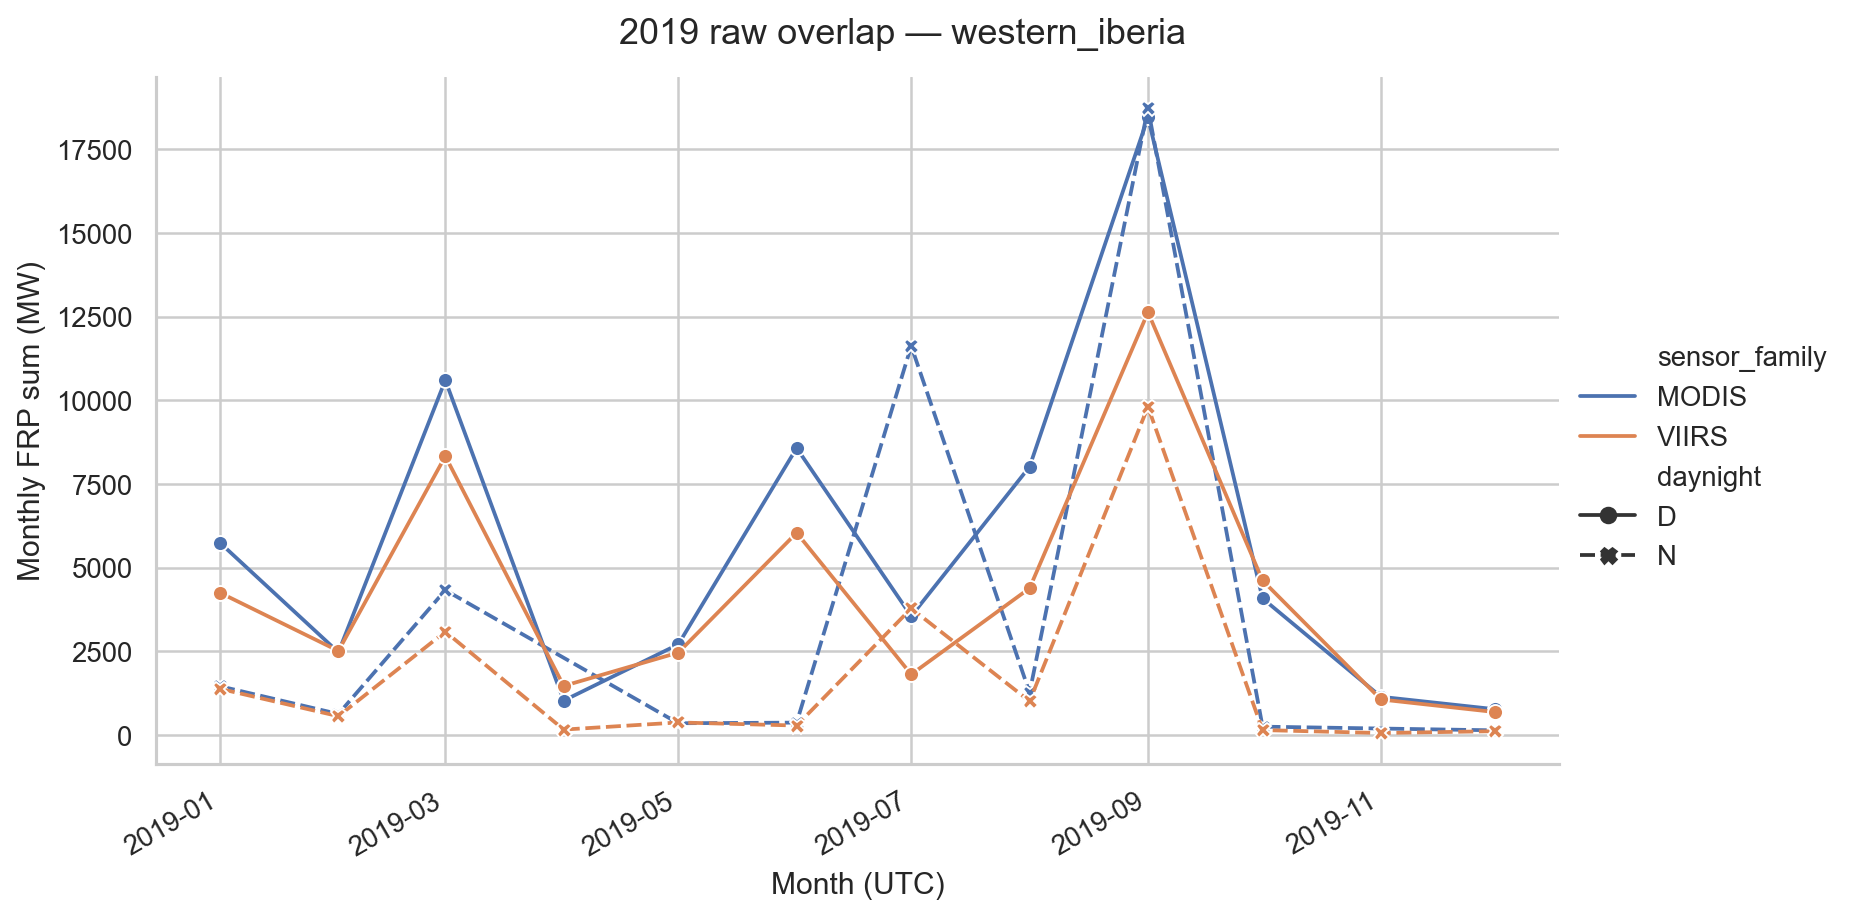 2019 raw overlap — western_iberia
Monthly FRP sum (MW)
17500
15000
12500
10000
7500
5000
2500
0
2019-01
2019-03
2019-05
2019-07
2019-09
2019-11
Month (UTC)
sensor_family
MODIS
VIIRS
daynight
D
N